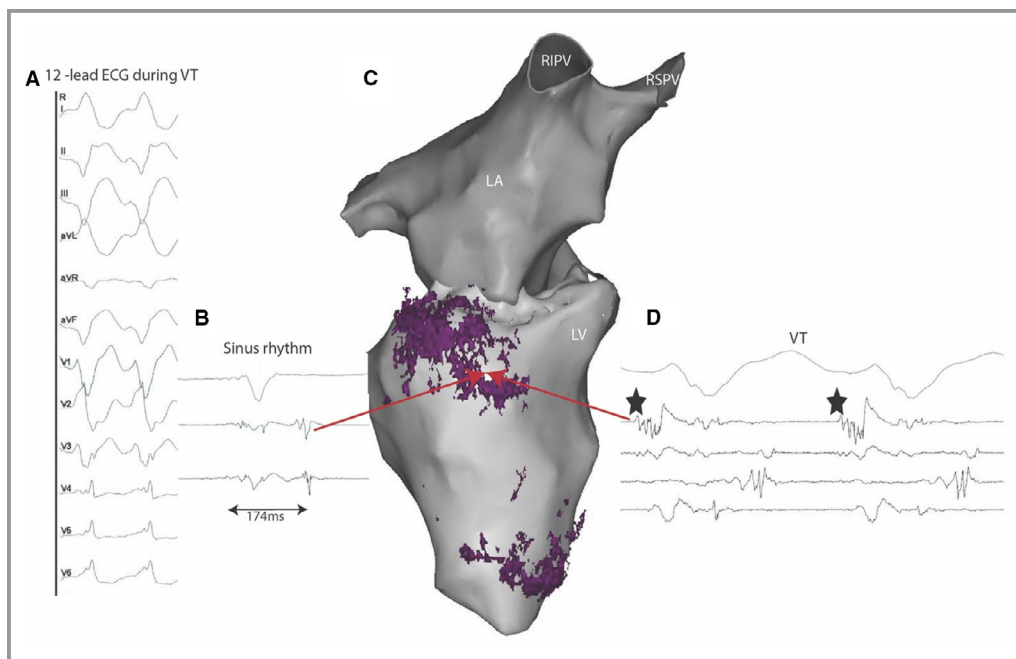 A 12 -lead ECG during VT
R
I
II
III
aVL
aVR
aVF
V1
V2
V3
V4
V6
V6
B
Sinus rhythm
174ms
C
RIPV
RSPV
LA
LV
D
VT